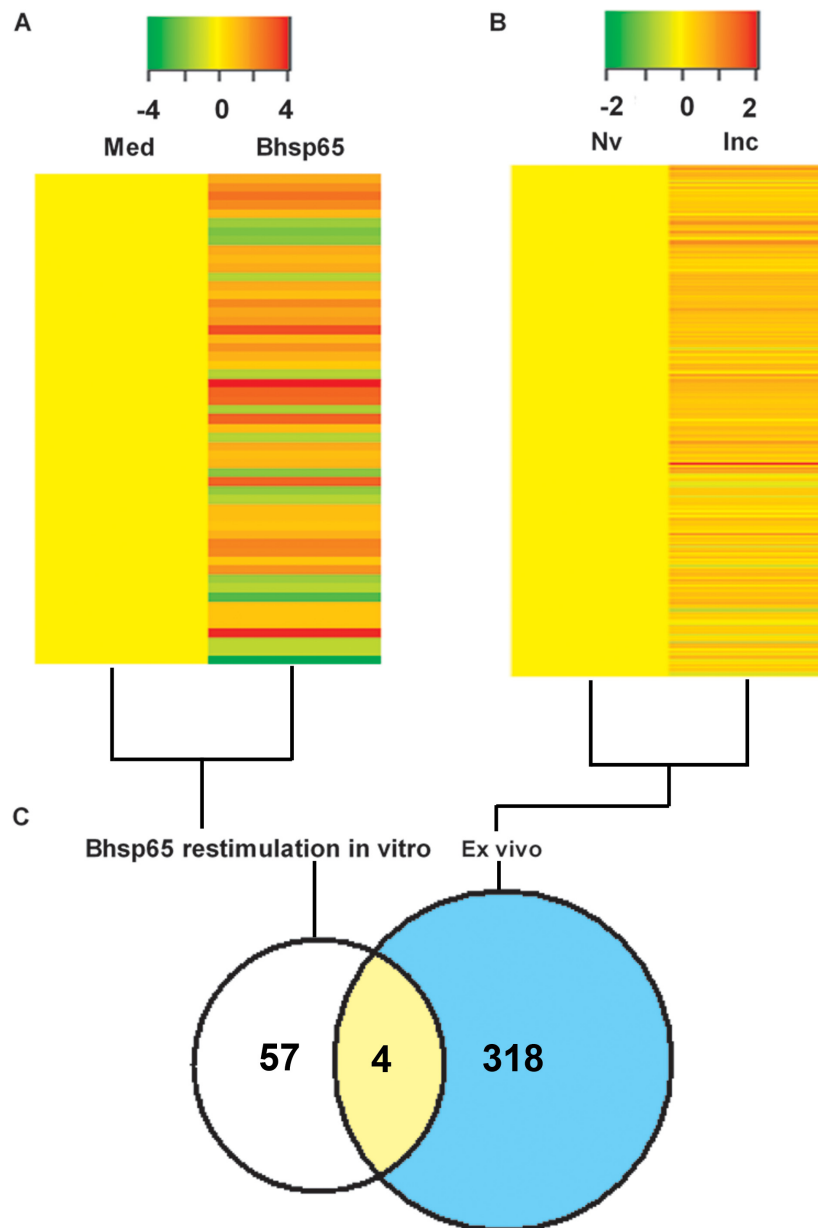 A
B
-4 0 4
-2 0 2
Med Bhsp65
Nv Inc
C
Bhsp65 restimulation in vitro
Ex vivo
57 4 318